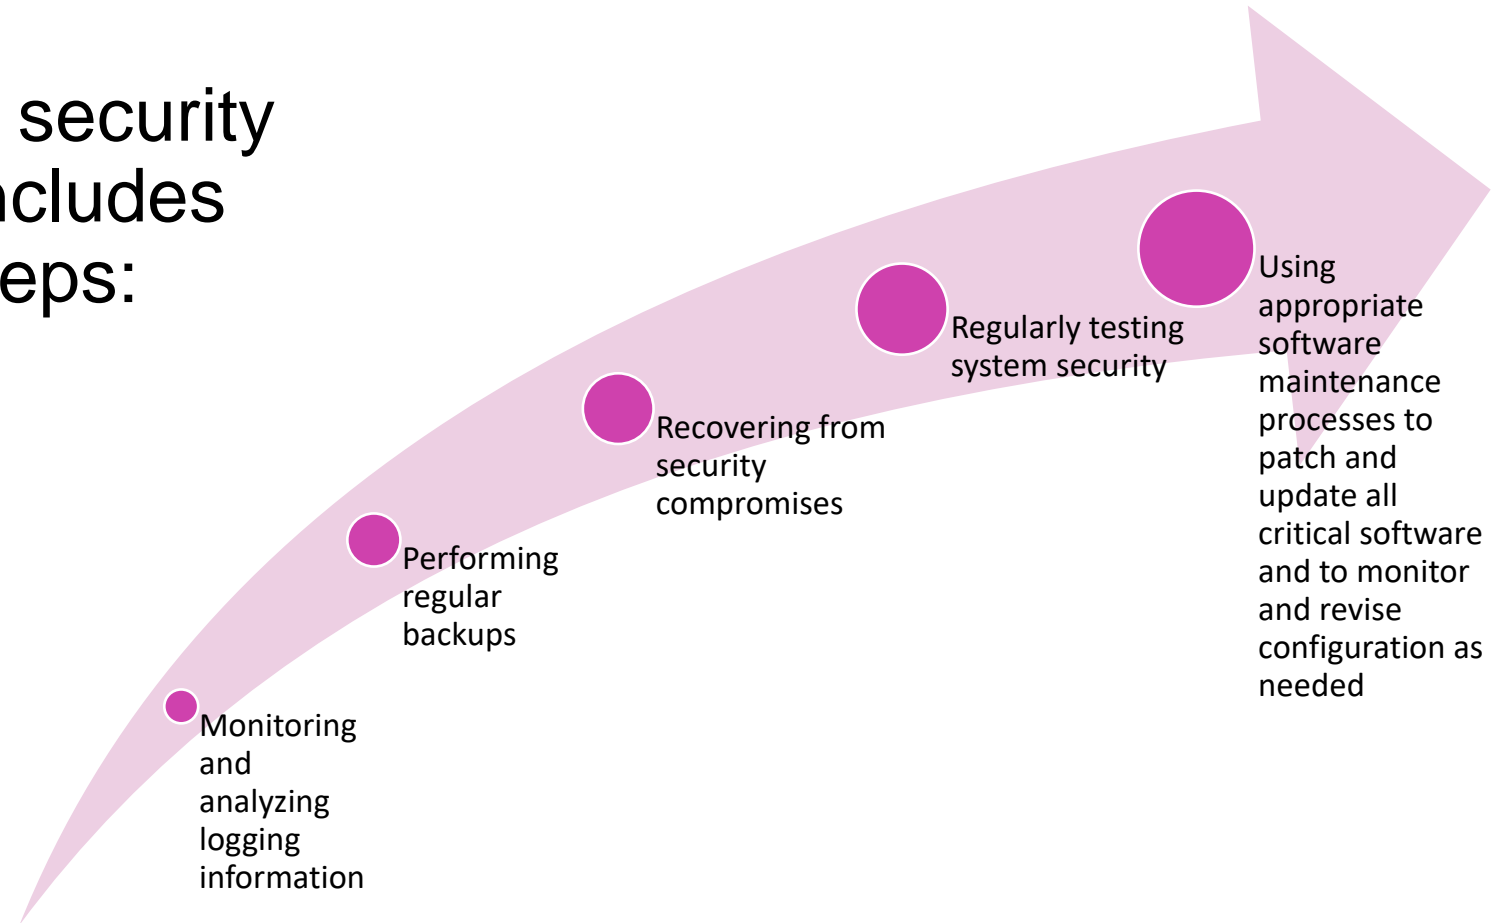 security
ncludes
eps:
Using
appropriate
software
maintenance
processes to
patch and
update all
critical software
and to monitor
and revise
configuration as
needed
Regularly testing
system security
Recovering from
security
compromises
Performing
regular
backups
Monitoring
and
analyzing
logging
information